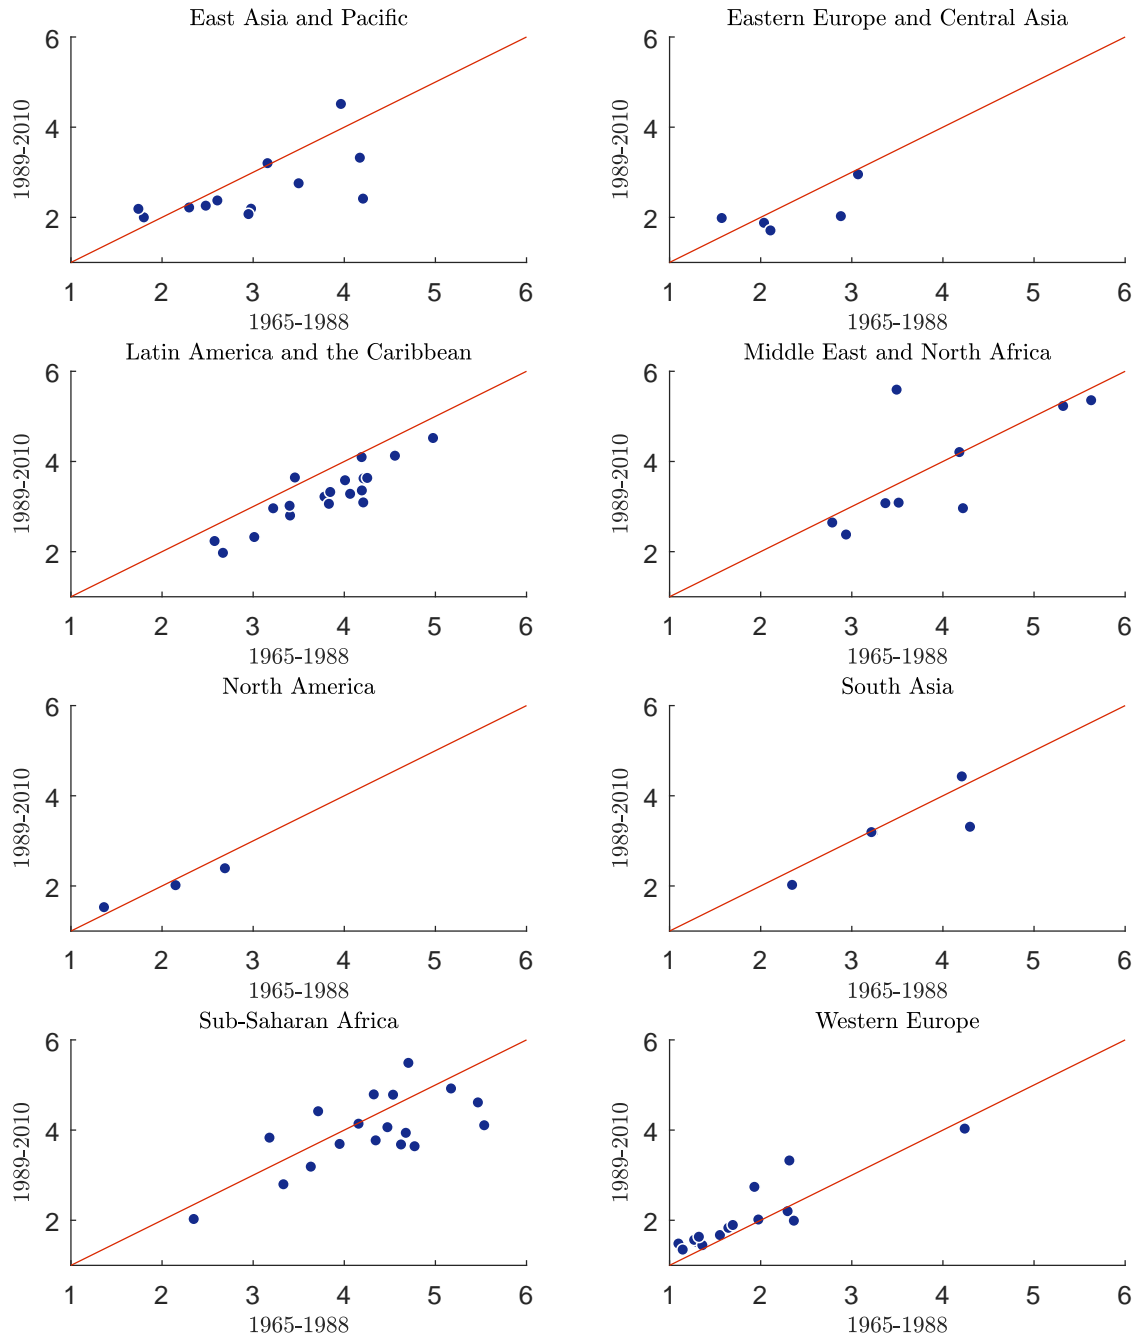 East Asia and Pacific
6
4
2
1989-2010
1 2 3 4 5 6
1965-1988
Eastern Europe and Central Asia
6
4
2
1989-2010
1 2 3 4 5 6
1965-1988
Latin America and the Caribbean
6
4
2
1989-2010
1 2 3 4 5 6
1965-1988
Middle East and North Africa
6
4
2
1989-2010
1 2 3 4 5 6
1965-1988
North America
6
4
2
1989-2010
1 2 3 4 5 6
1965-1988
South Asia
6
4
2
1989-2010
1 2 3 4 5 6
1965-1988
Sub-Saharan Africa
6
4
2
1989-2010
1 2 3 4 5 6
1965-1988
Western Europe
6
4
2
1989-2010
1 2 3 4 5 6
1965-1988